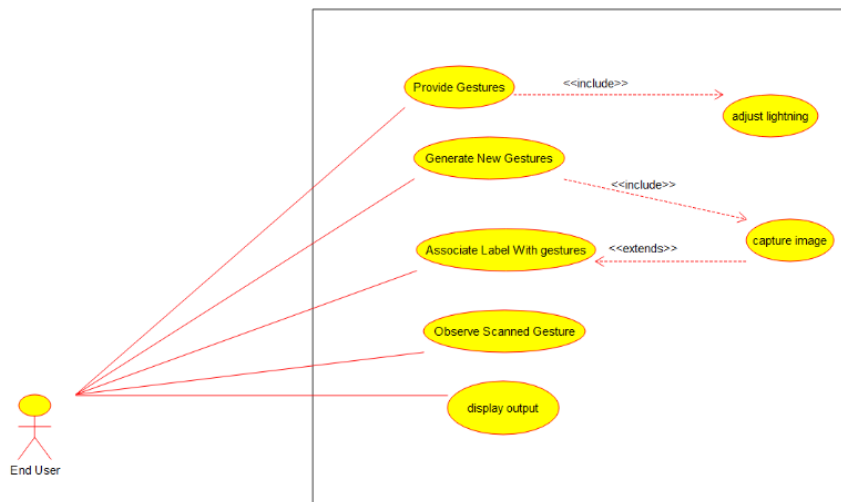 Provide Gestures
<<include>>
adjust lightning
Generate New Gestures
<<include>>
capture image
Associate Label With gestures
<<extends>>
Observe Scanned Gesture
display output
End User